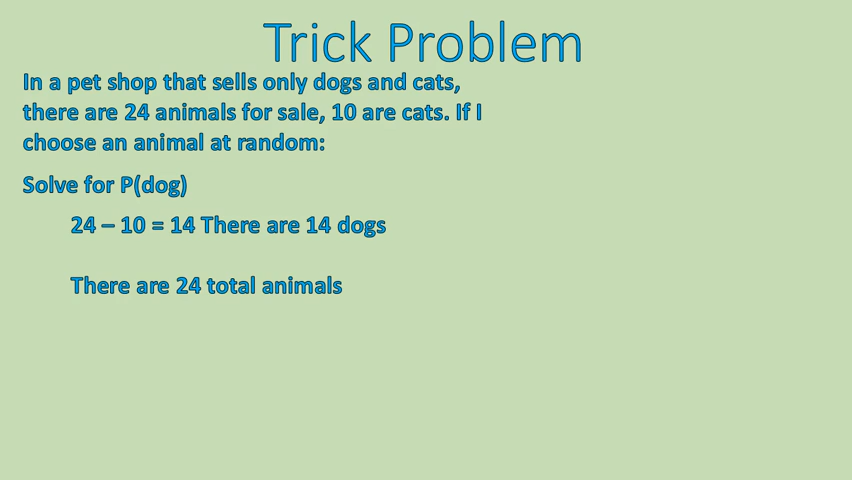 Trick Problem
In a pet shop that sells only dogs and cats,
there are 24 animals for sale, 10 are cats. If I
choose an animal at random:
Solve for P(dog)
24 – 10 = 14 There are 14 dogs
There are 24 total animals